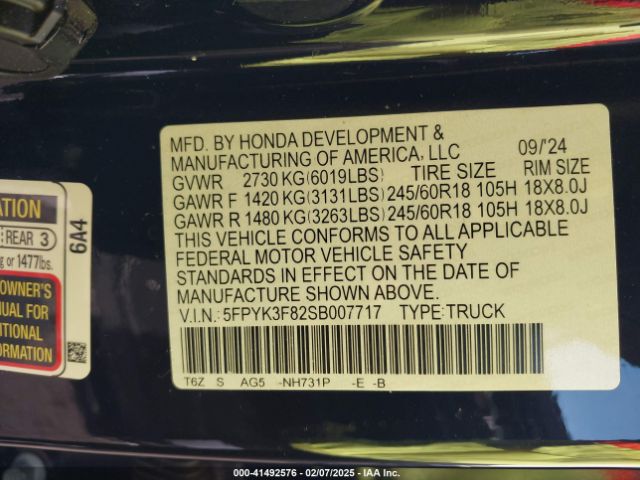 MFD. BY HONDA DEVELOPMENT &
MANUFACTURING OF AMERICA, LLC 09/'24
GVWR 2730 KG(6019LBS) TIRE SIZE RIM SIZE
GAWR F 1420 KG(3131LBS) 245/60R18 105H 18X8.0J
GAWR R 1480 KG(3263LBS) 245/60R18 105H 18X8.0J
THIS VEHICLE CONFORMS TO ALL APPLICABLE
FEDERAL MOTOR VEHICLE SAFETY
STANDARDS IN EFFECT ON THE DATE OF
MANUFACTURE SHOWN ABOVE.
V.I.N.:5FPYK3F82SB007717 TYPE:TRUCK
T6Z S AG5 -NH731P -E -B
ATION
REAR 3
g or 1477lbs.
OWNER'S
NUAL FOR
ITIONAL
FORMATION
6A4
00-41492576 - 02/07/2025 - IAA Inc.